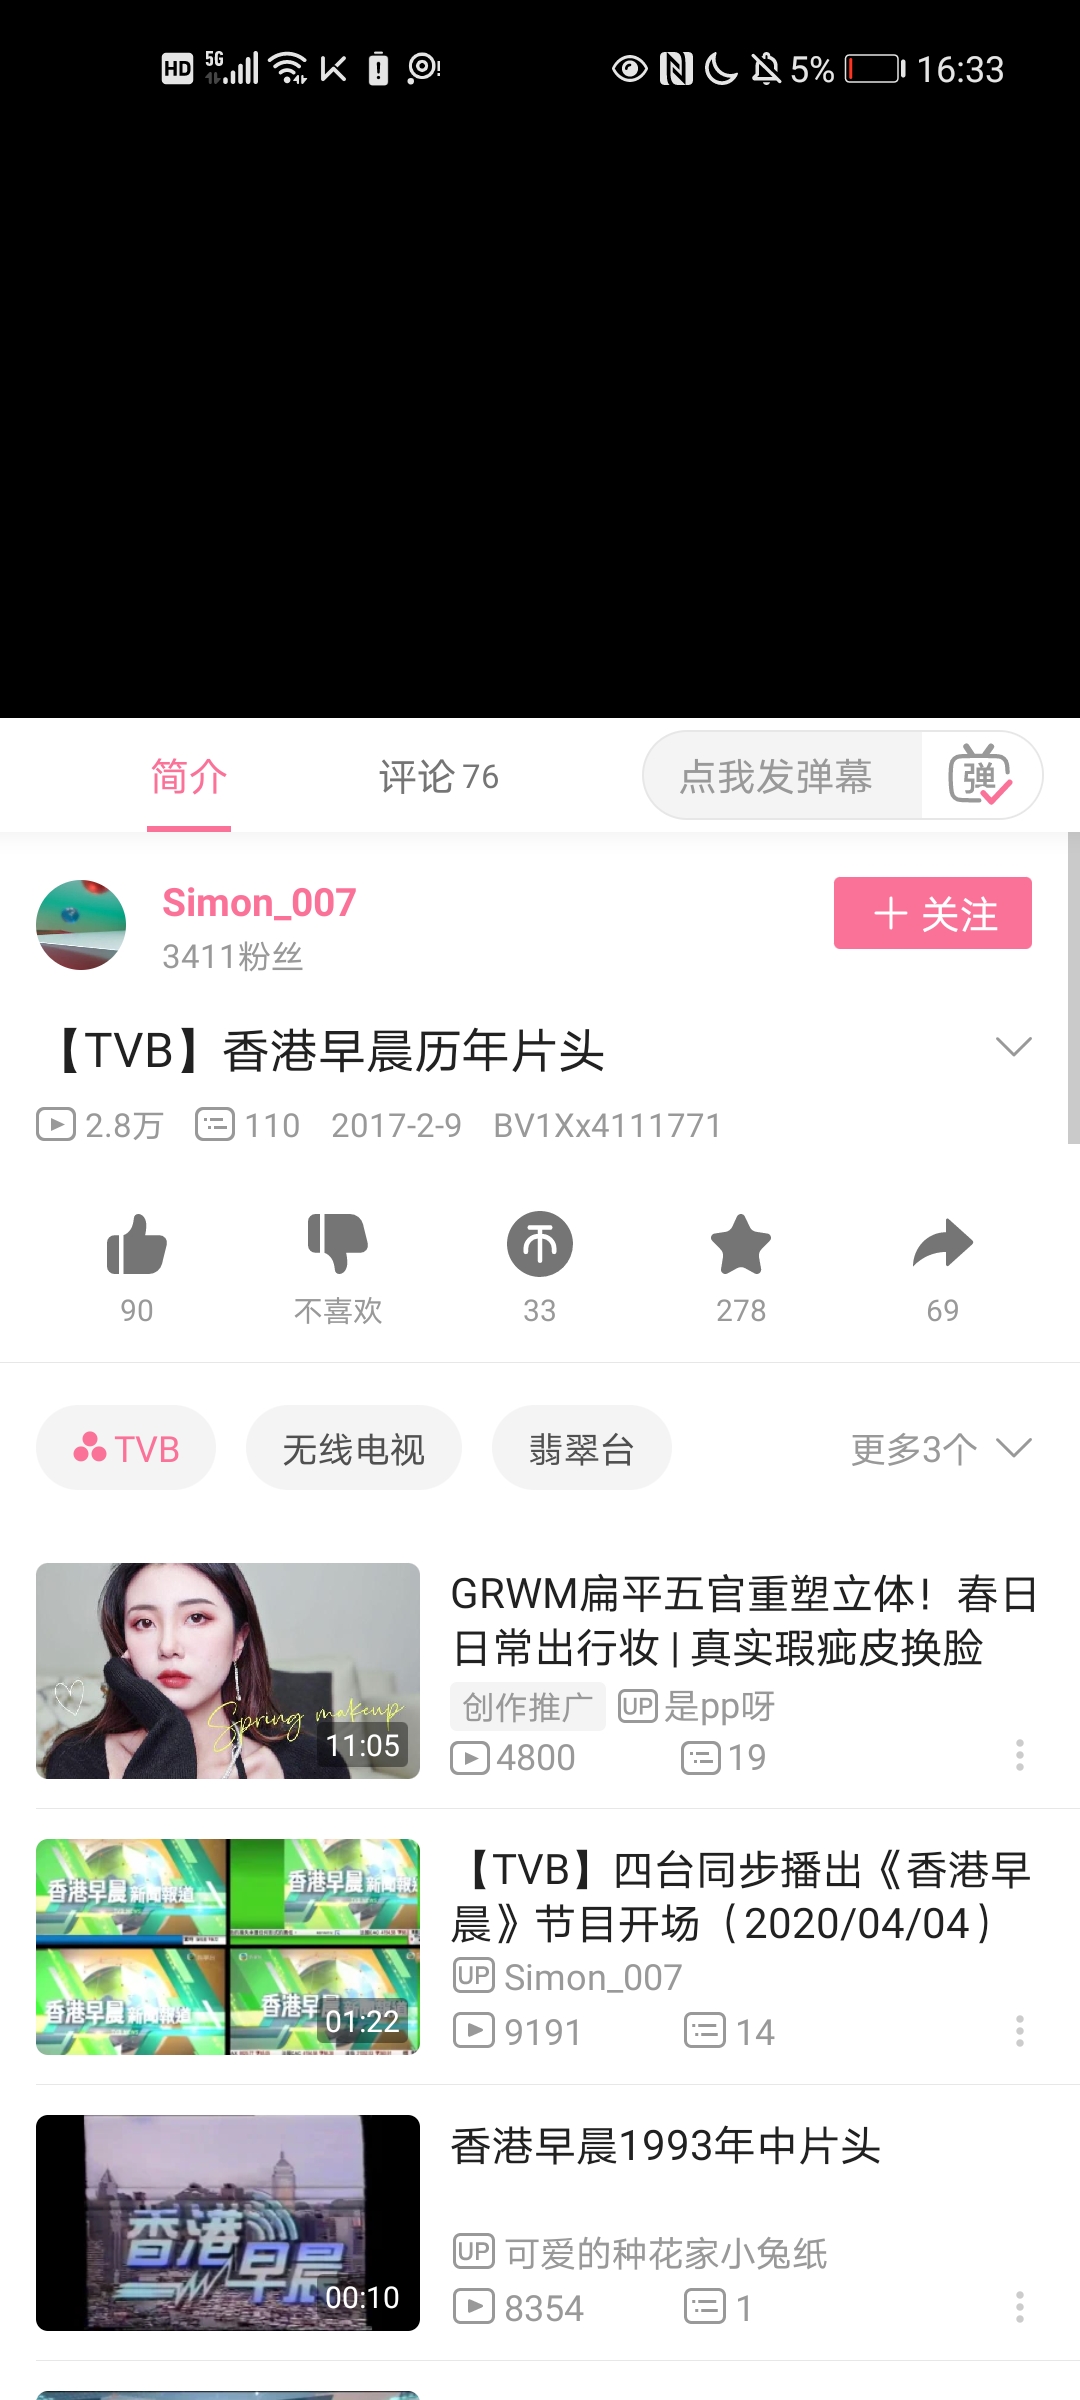 HD 5G 5% 16:33
简介 评论 76 点我发弹幕 弹
Simon_007
3411粉丝
＋关注
【TVB】香港早晨历年片头
2.8万 110 2017-2-9 BV1Xx4111771
90 不喜欢 33 278 69
TVB 无线电视 翡翠台 更多3个
Spring makeup
11:05
GRWM扁平五官重塑立体！春日
日常出行妆 | 真实瑕疵皮换脸
创作推广 UP 是pp呀
4800 19
香港早晨 新聞報道
香港早晨 新聞報
香港早晨 新聞報道
香港早晨 新聞報道
01:22
【TVB】四台同步播出《香港早
晨》节目开场（2020/04/04）
UP Simon_007
9191 14
香港早晨
00:10
香港早晨1993年中片头
UP 可爱的种花家小兔纸
8354 1